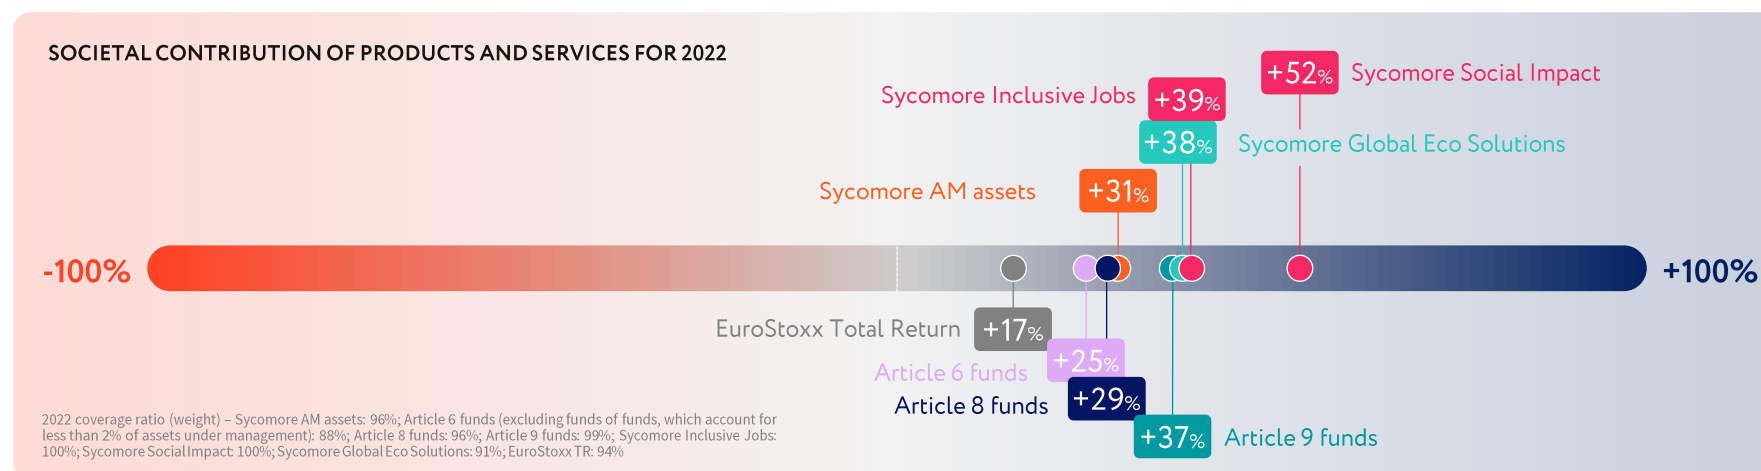 SOCIETAL CONTRIBUTION OF PRODUCTS AND SERVICES FOR 2022
+52% Sycomore Social Impact
Sycomore Inclusive Jobs +39%
+38% Sycomore Global Eco Solutions
Sycomore AM assets +31%
-100% +100%
EuroStoxx Total Return +17%
Article 6 funds +25%
Article 8 funds +29%
+37% Article 9 funds
2022 coverage ratio (weight) – Sycomore AM assets: 96%; Article 6 funds (excluding funds of funds, which account for
less than 2% of assets under management): 88%; Article 8 funds: 96%; Article 9 funds: 99%; Sycomore Inclusive Jobs:
100%; Sycomore Social Impact: 100%; Sycomore Global Eco Solutions: 91%; EuroStoxx TR: 94%